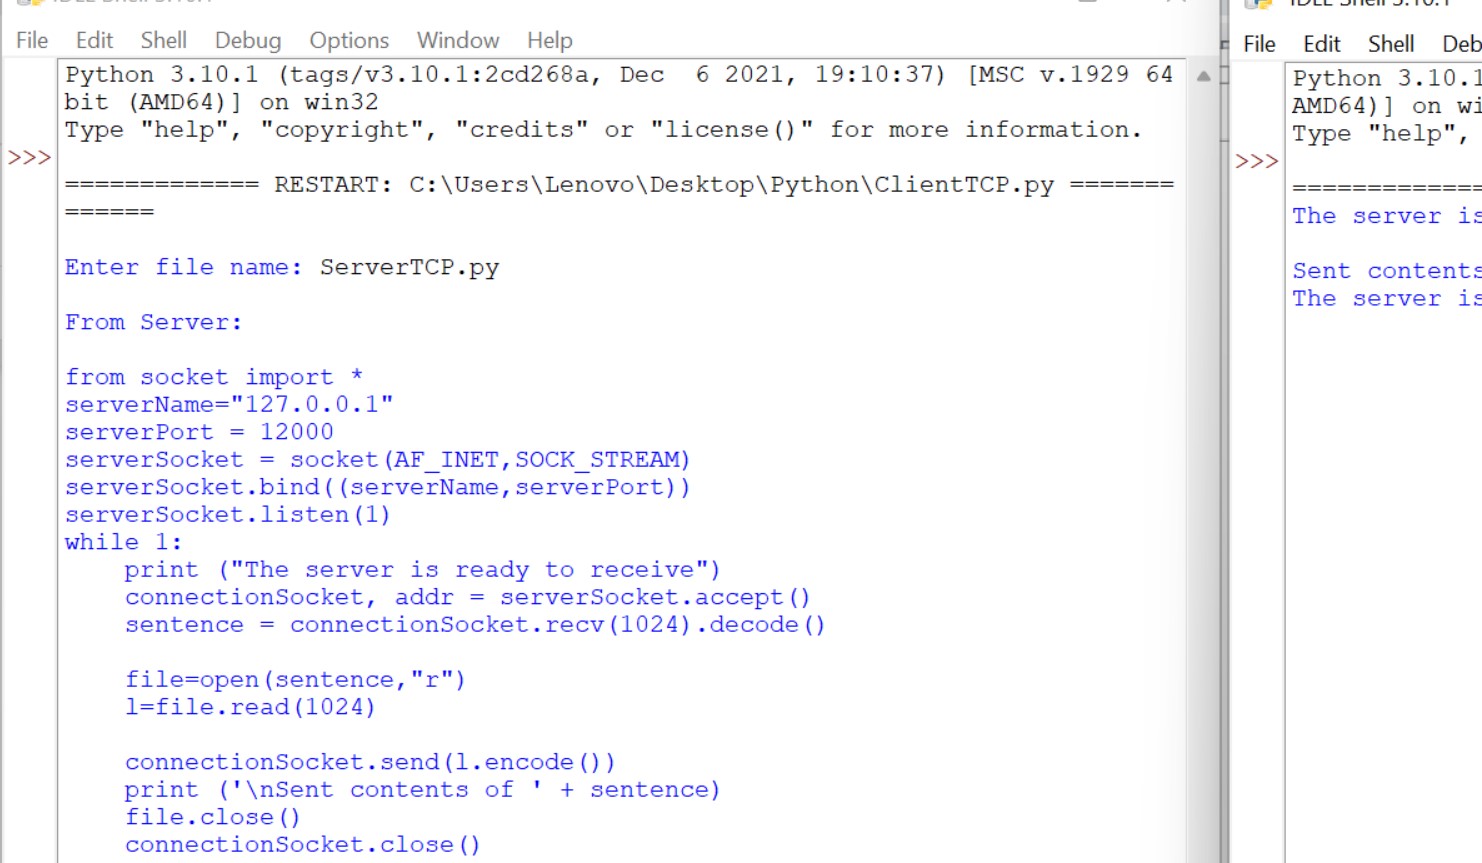 File Edit Shell Debug Options Window Help
Python 3.10.1 (tags/v3.10.1:2cd268a, Dec  6 2021, 19:10:37) [MSC v.1929 64
bit (AMD64)] on win32
Type "help", "copyright", "credits" or "license()" for more information.
>>>
============= RESTART: C:\Users\Lenovo\Desktop\Python\ClientTCP.py =======
======
Enter file name: ServerTCP.py
From Server:
from socket import *
serverName="127.0.0.1"
serverPort = 12000
serverSocket = socket(AF_INET,SOCK_STREAM)
serverSocket.bind((serverName,serverPort))
serverSocket.listen(1)
while 1:
    print ("The server is ready to receive")
    connectionSocket, addr = serverSocket.accept()
    sentence = connectionSocket.recv(1024).decode()
    file=open(sentence,"r")
    l=file.read(1024)
    connectionSocket.send(l.encode())
    print ('\nSent contents of ' + sentence)
    file.close()
    connectionSocket.close()
IDLE Shell 3.10.1
File Edit Shell Deb
Python 3.10.1
AMD64)] on wi
Type "help",
>>>
=============
The server is
Sent contents
The server is